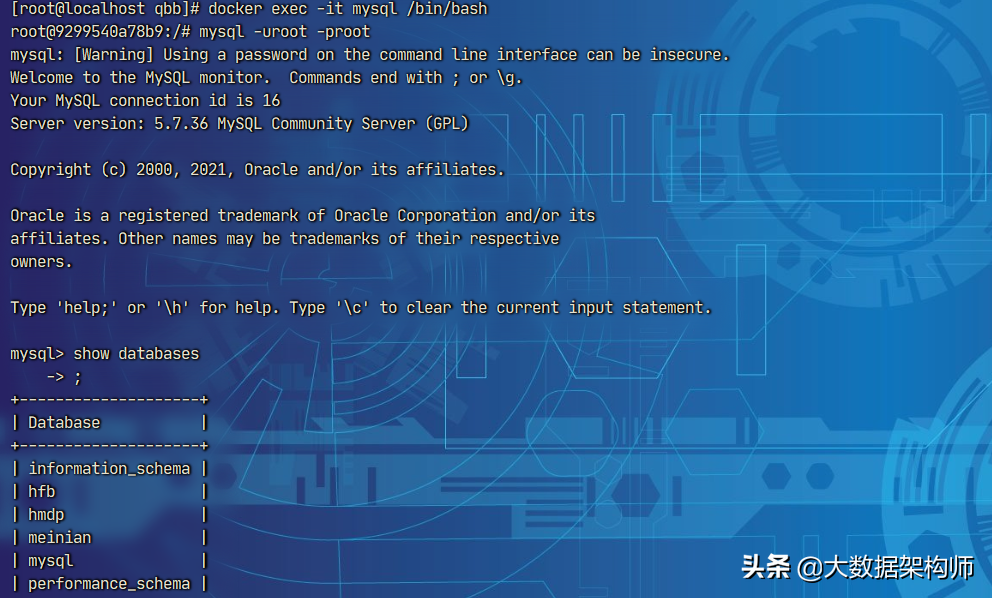 [root@localhost qbb]# docker exec -it mysql /bin/bash
root@9299540a78b9:/# mysql -uroot -proot
mysql: [Warning] Using a password on the command line interface can be insecure.
Welcome to the MySQL monitor.  Commands end with ; or \g.
Your MySQL connection id is 16
Server version: 5.7.36 MySQL Community Server (GPL)

Copyright (c) 2000, 2021, Oracle and/or its affiliates.

Oracle is a registered trademark of Oracle Corporation and/or its
affiliates. Other names may be trademarks of their respective
owners.

Type 'help;' or '\h' for help. Type '\c' to clear the current input statement.

mysql> show databases
    -> ;
+--------------------+
| Database           |
+--------------------+
| information_schema |
| hfb                |
| hmdp               |
| meinian            |
| mysql              |
| performance_schema |
头条 @大数据架构师